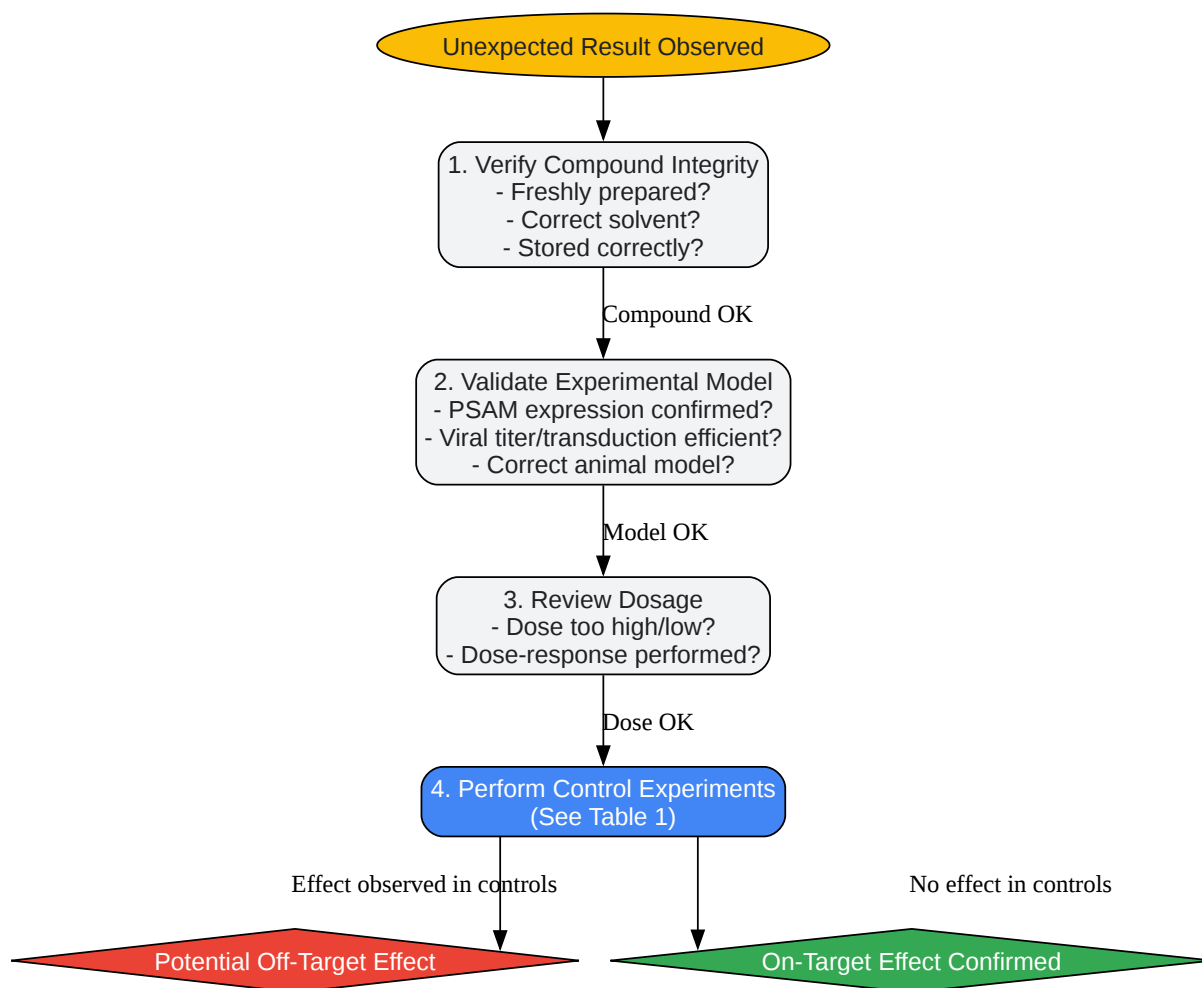 Unexpected Result Observed
1. Verify Compound Integrity
- Freshly prepared?
- Correct solvent?
- Stored correctly?
Compound OK
2. Validate Experimental Model
- PSAM expression confirmed?
- Viral titer/transduction efficient?
- Correct animal model?
Model OK
3. Review Dosage
- Dose too high/low?
- Dose-response performed?
Dose OK
4. Perform Control Experiments
(See Table 1)
Effect observed in controls
No effect in controls
Potential Off-Target Effect
On-Target Effect Confirmed